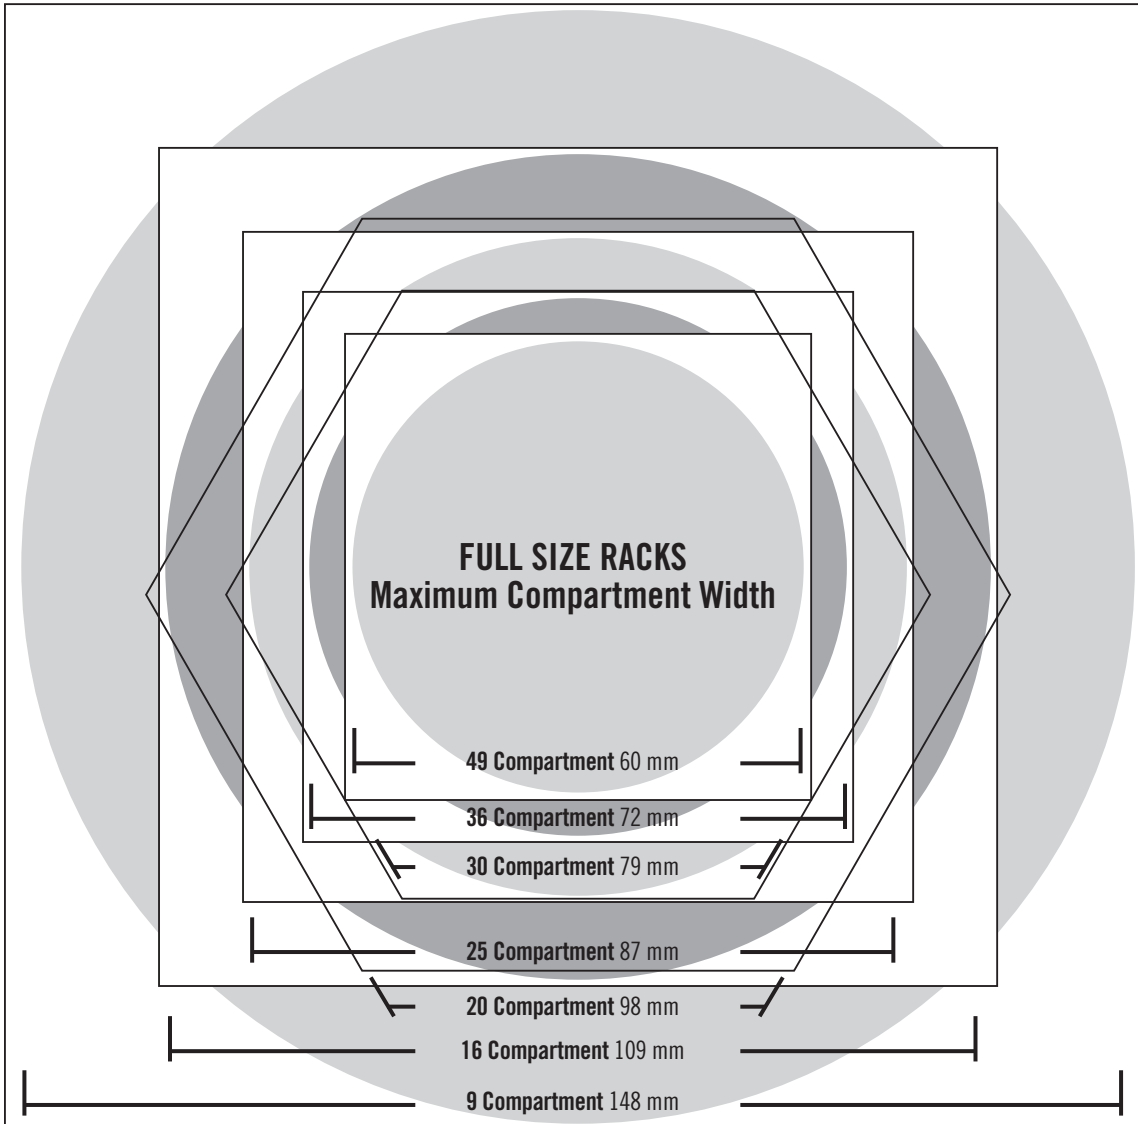 FULL SIZE RACKS
Maximum Compartment Width
49 Compartment 60 mm
36 Compartment 72 mm
30 Compartment 79 mm
25 Compartment 87 mm
20 Compartment 98 mm
16 Compartment 109 mm
9 Compartment 148 mm